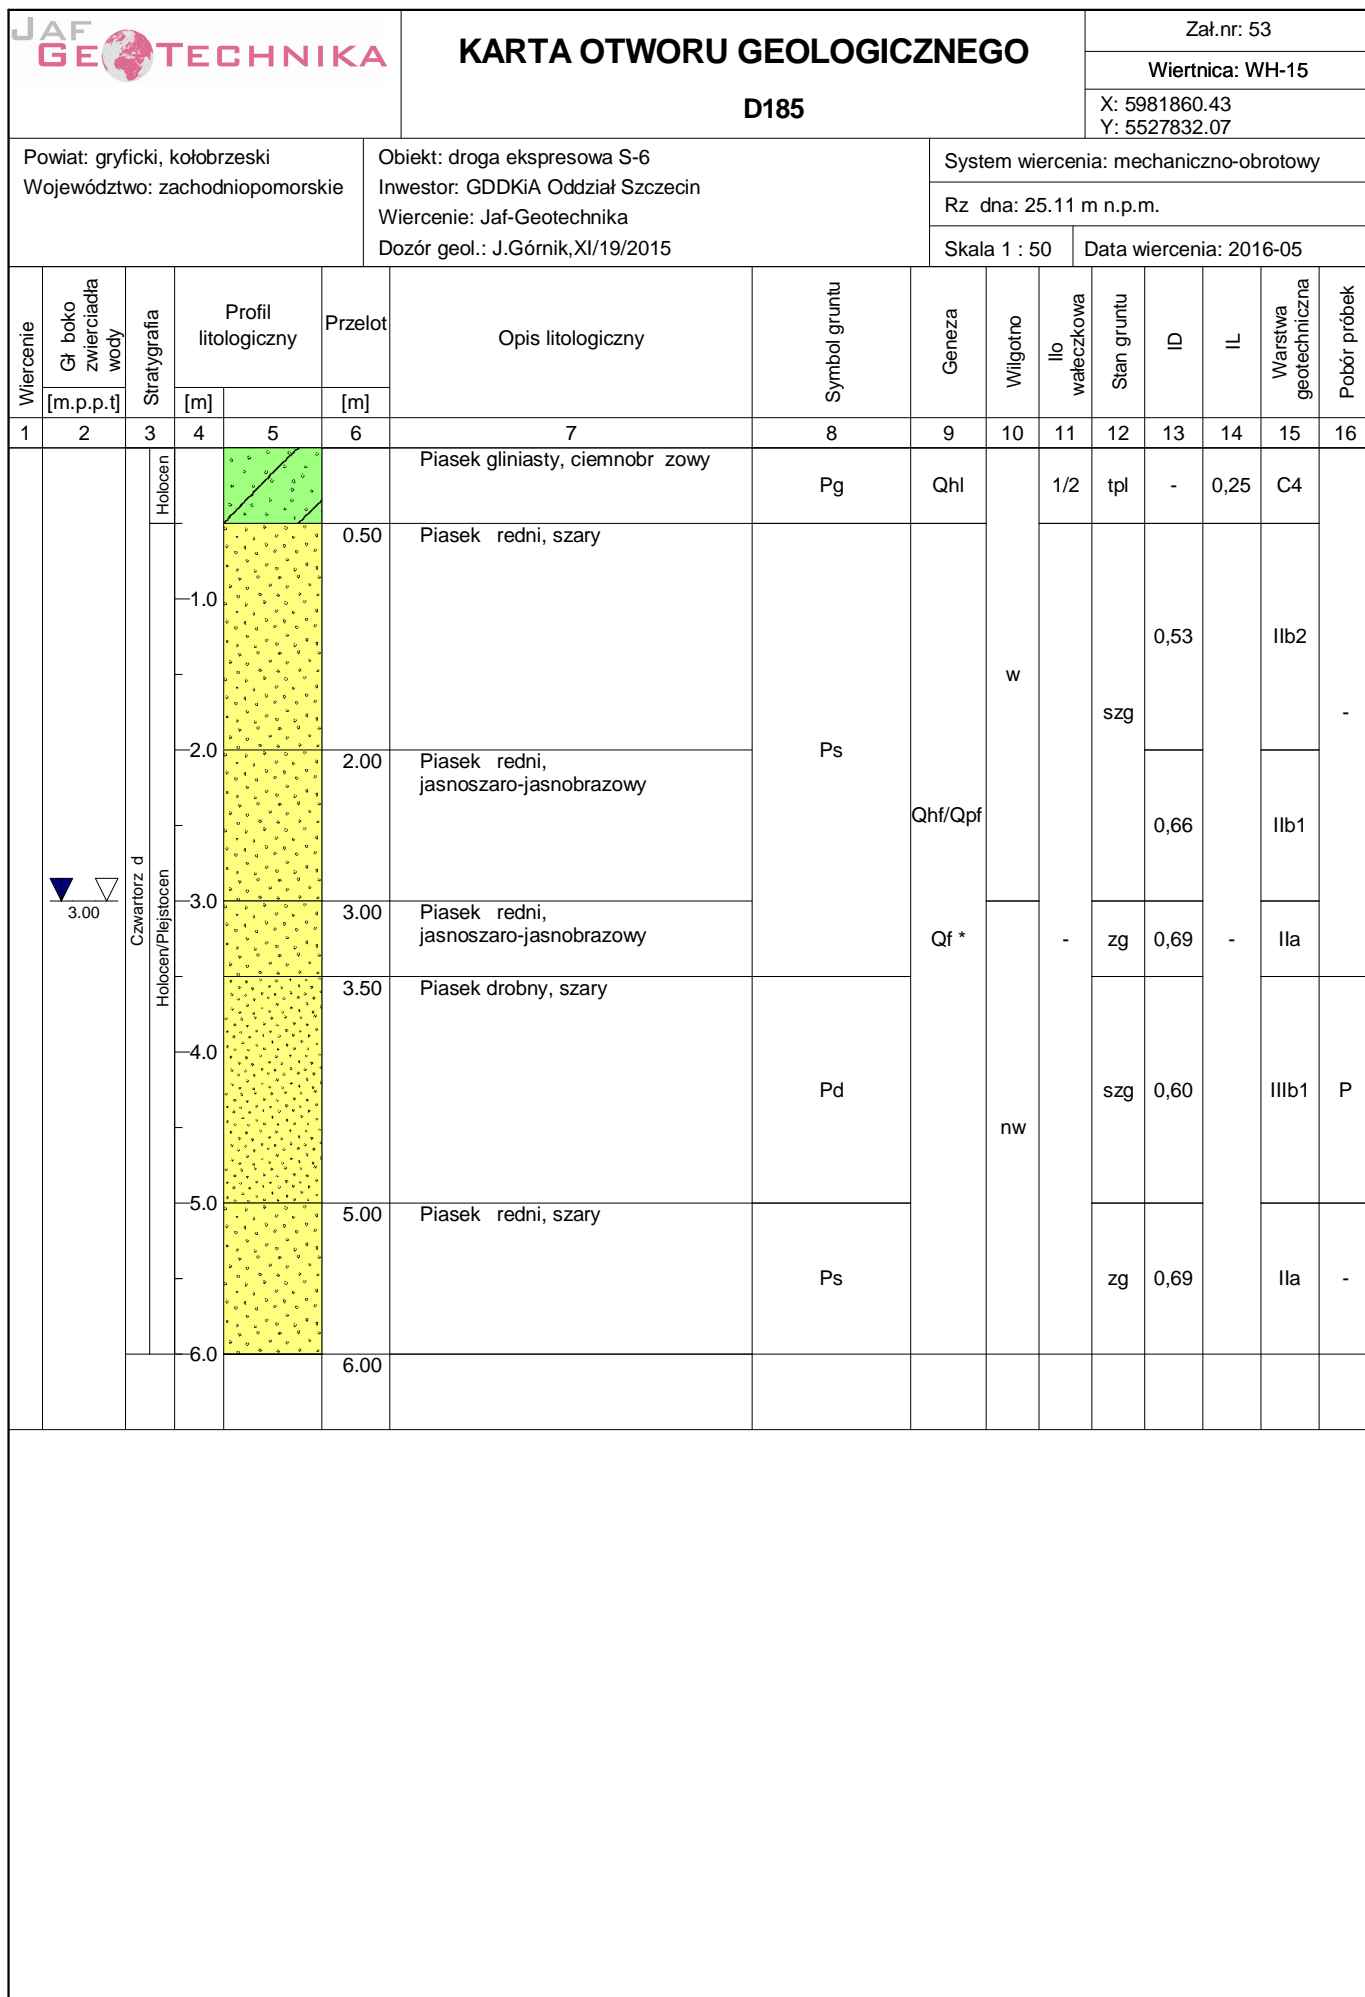 JAF
GEOTECHNIKA
KARTA OTWORU GEOLOGICZNEGO
D185
Zał.nr: 53
Wiertnica: WH-15
X: 5981860.43
Y: 5527832.07
Powiat: gryficki, kołobrzeski
Województwo: zachodniopomorskie
Obiekt: droga ekspresowa S-6
Inwestor: GDDKiA Oddział Szczecin
Wiercenie: Jaf-Geotechnika
Dozór geol.: J.Górnik,XI/19/2015
System wiercenia: mechaniczno-obrotowy
Rz dna: 25.11 m n.p.m.
Skala 1 : 50
Data wiercenia: 2016-05
Wiercenie
Gł boko
zwierciadła
wody
[m.p.p.t]
Stratygrafia
Profil
litologiczny
[m]
Przelot
[m]
Opis litologiczny
Symbol gruntu
Geneza
Wilgotno
Ilo
wałeczkowa
Stan gruntu
ID
IL
Warstwa
geotechniczna
Pobór próbek
1 2 3 4 5 6 7 8 9 10 11 12 13 14 15 16
Holocen
Piasek gliniasty, ciemnobr zowy
Pg Qhl 1/2 tpl - 0,25 C4
0.50 Piasek redni, szary
1.0
0,53 IIb2
w
szg -
2.0
Ps
2.00 Piasek redni,
jasnoszaro-jasnobrazowy
Qhf/Qpf
0,66 IIb1
Czwartorz d
Holocen/Plejstocen
3.00
3.0
3.00 Piasek redni,
jasnoszaro-jasnobrazowy
Qf * - zg 0,69 - IIa
3.50 Piasek drobny, szary
4.0
Pd szg 0,60 IIIb1 P
nw
5.0
5.00 Piasek redni, szary
Ps zg 0,69 IIa -
6.0
6.00